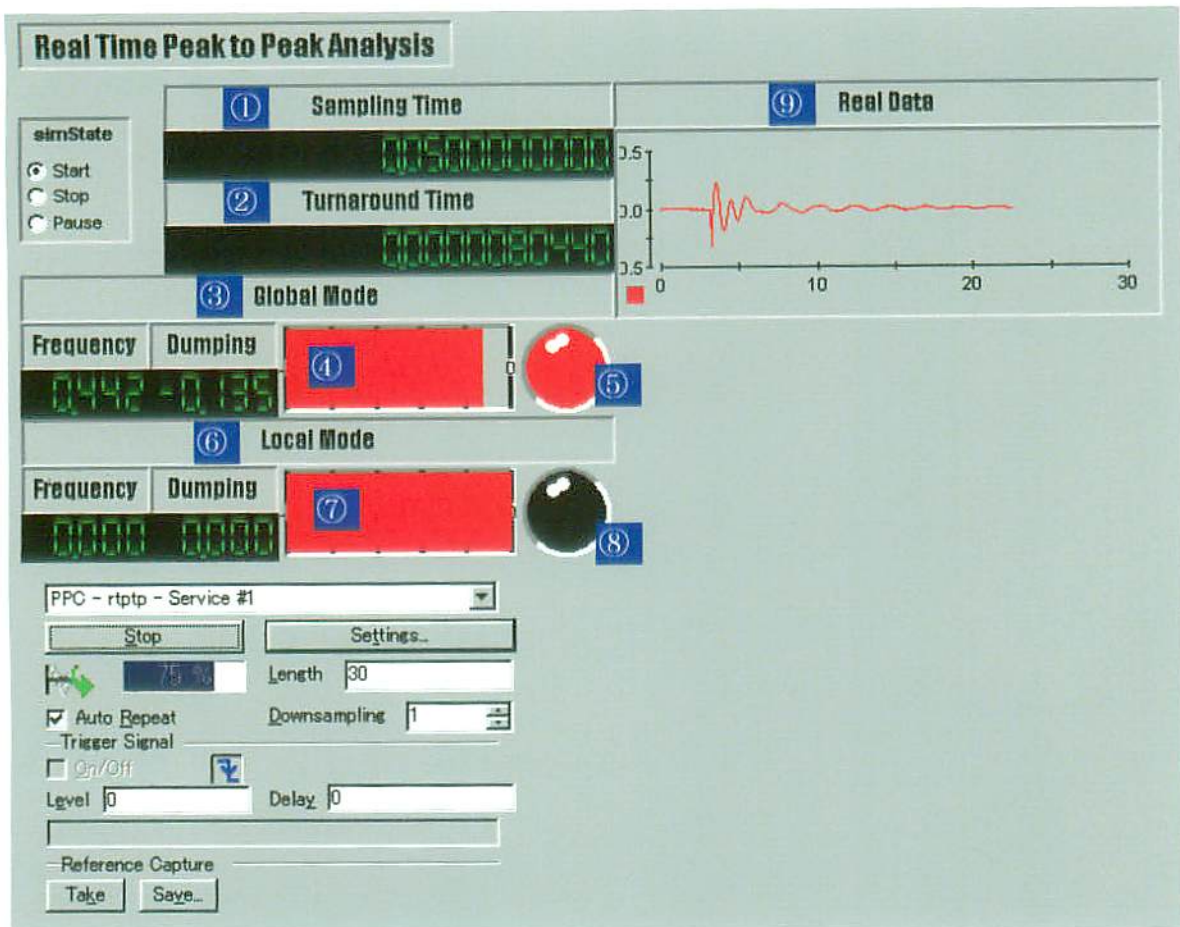 Real Time Peak to Peak Analysis
simState
Start
Stop
Pause
① Sampling Time
0.0500000000
② Turnaround Time
0.0000080440
⑨ Real Data
0.5
0.0
0.5
0 10 20 30
③ Global Mode
Frequency Dumping
0.442 -0.135
④
⑤
⑥ Local Mode
Frequency Dumping
0.000 0.000
⑦
⑧
PPC - rtptp - Service #1
Stop Settings...
75 % Length 30
Auto Repeat Downsampling 1
Trigger Signal
On/Off
Level 0 Delay 0
Reference Capture
Take Save...